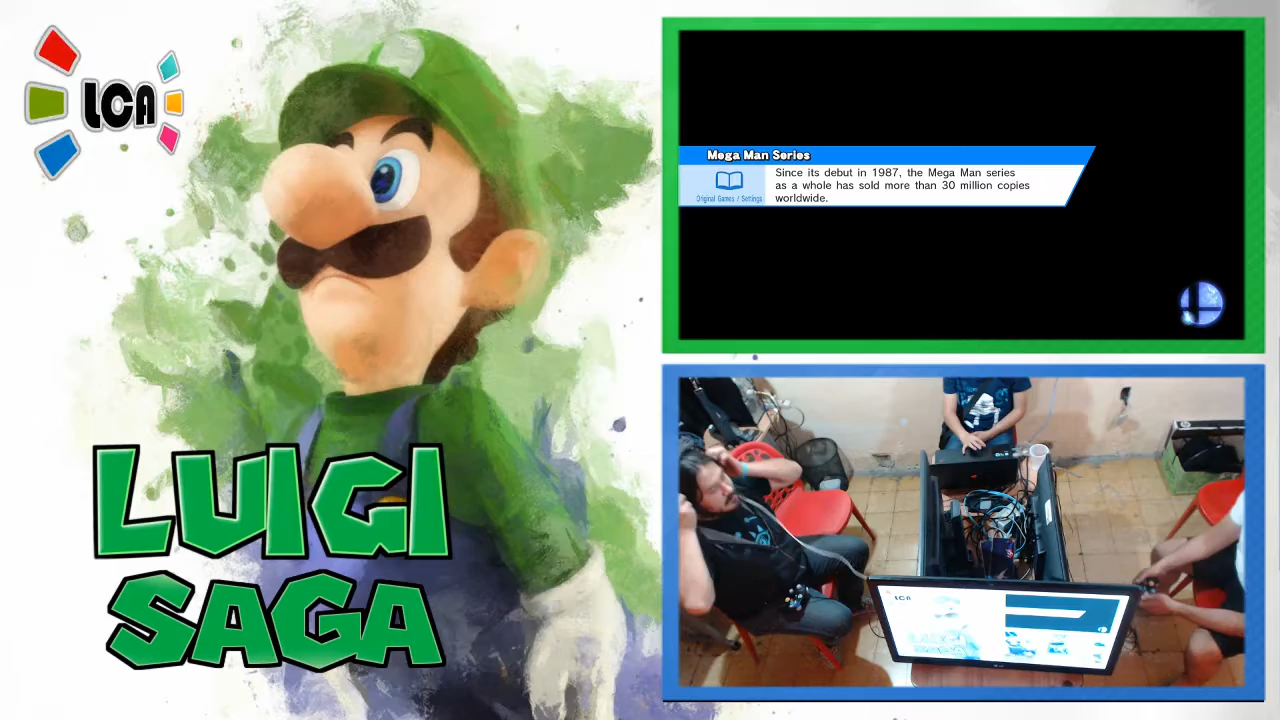 LCA
LUIGI
SAGA
Mega Man Series
Original Games / Settings
Since its debut in 1987, the Mega Man series
as a whole has sold more than 30 million copies
worldwide.
LCA